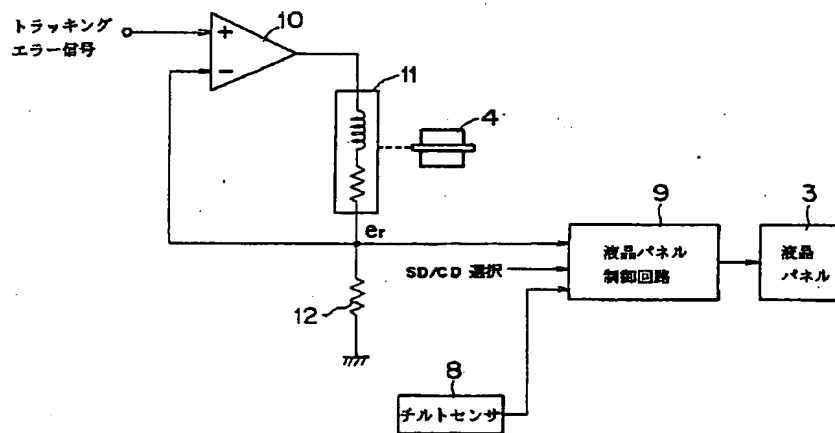 トラッキング
エラー信号
10
+
−
11
4
er
SD/CD 選択
12
9
液晶パネル
制御回路
3
液晶
パネル
8
チルトセンサ